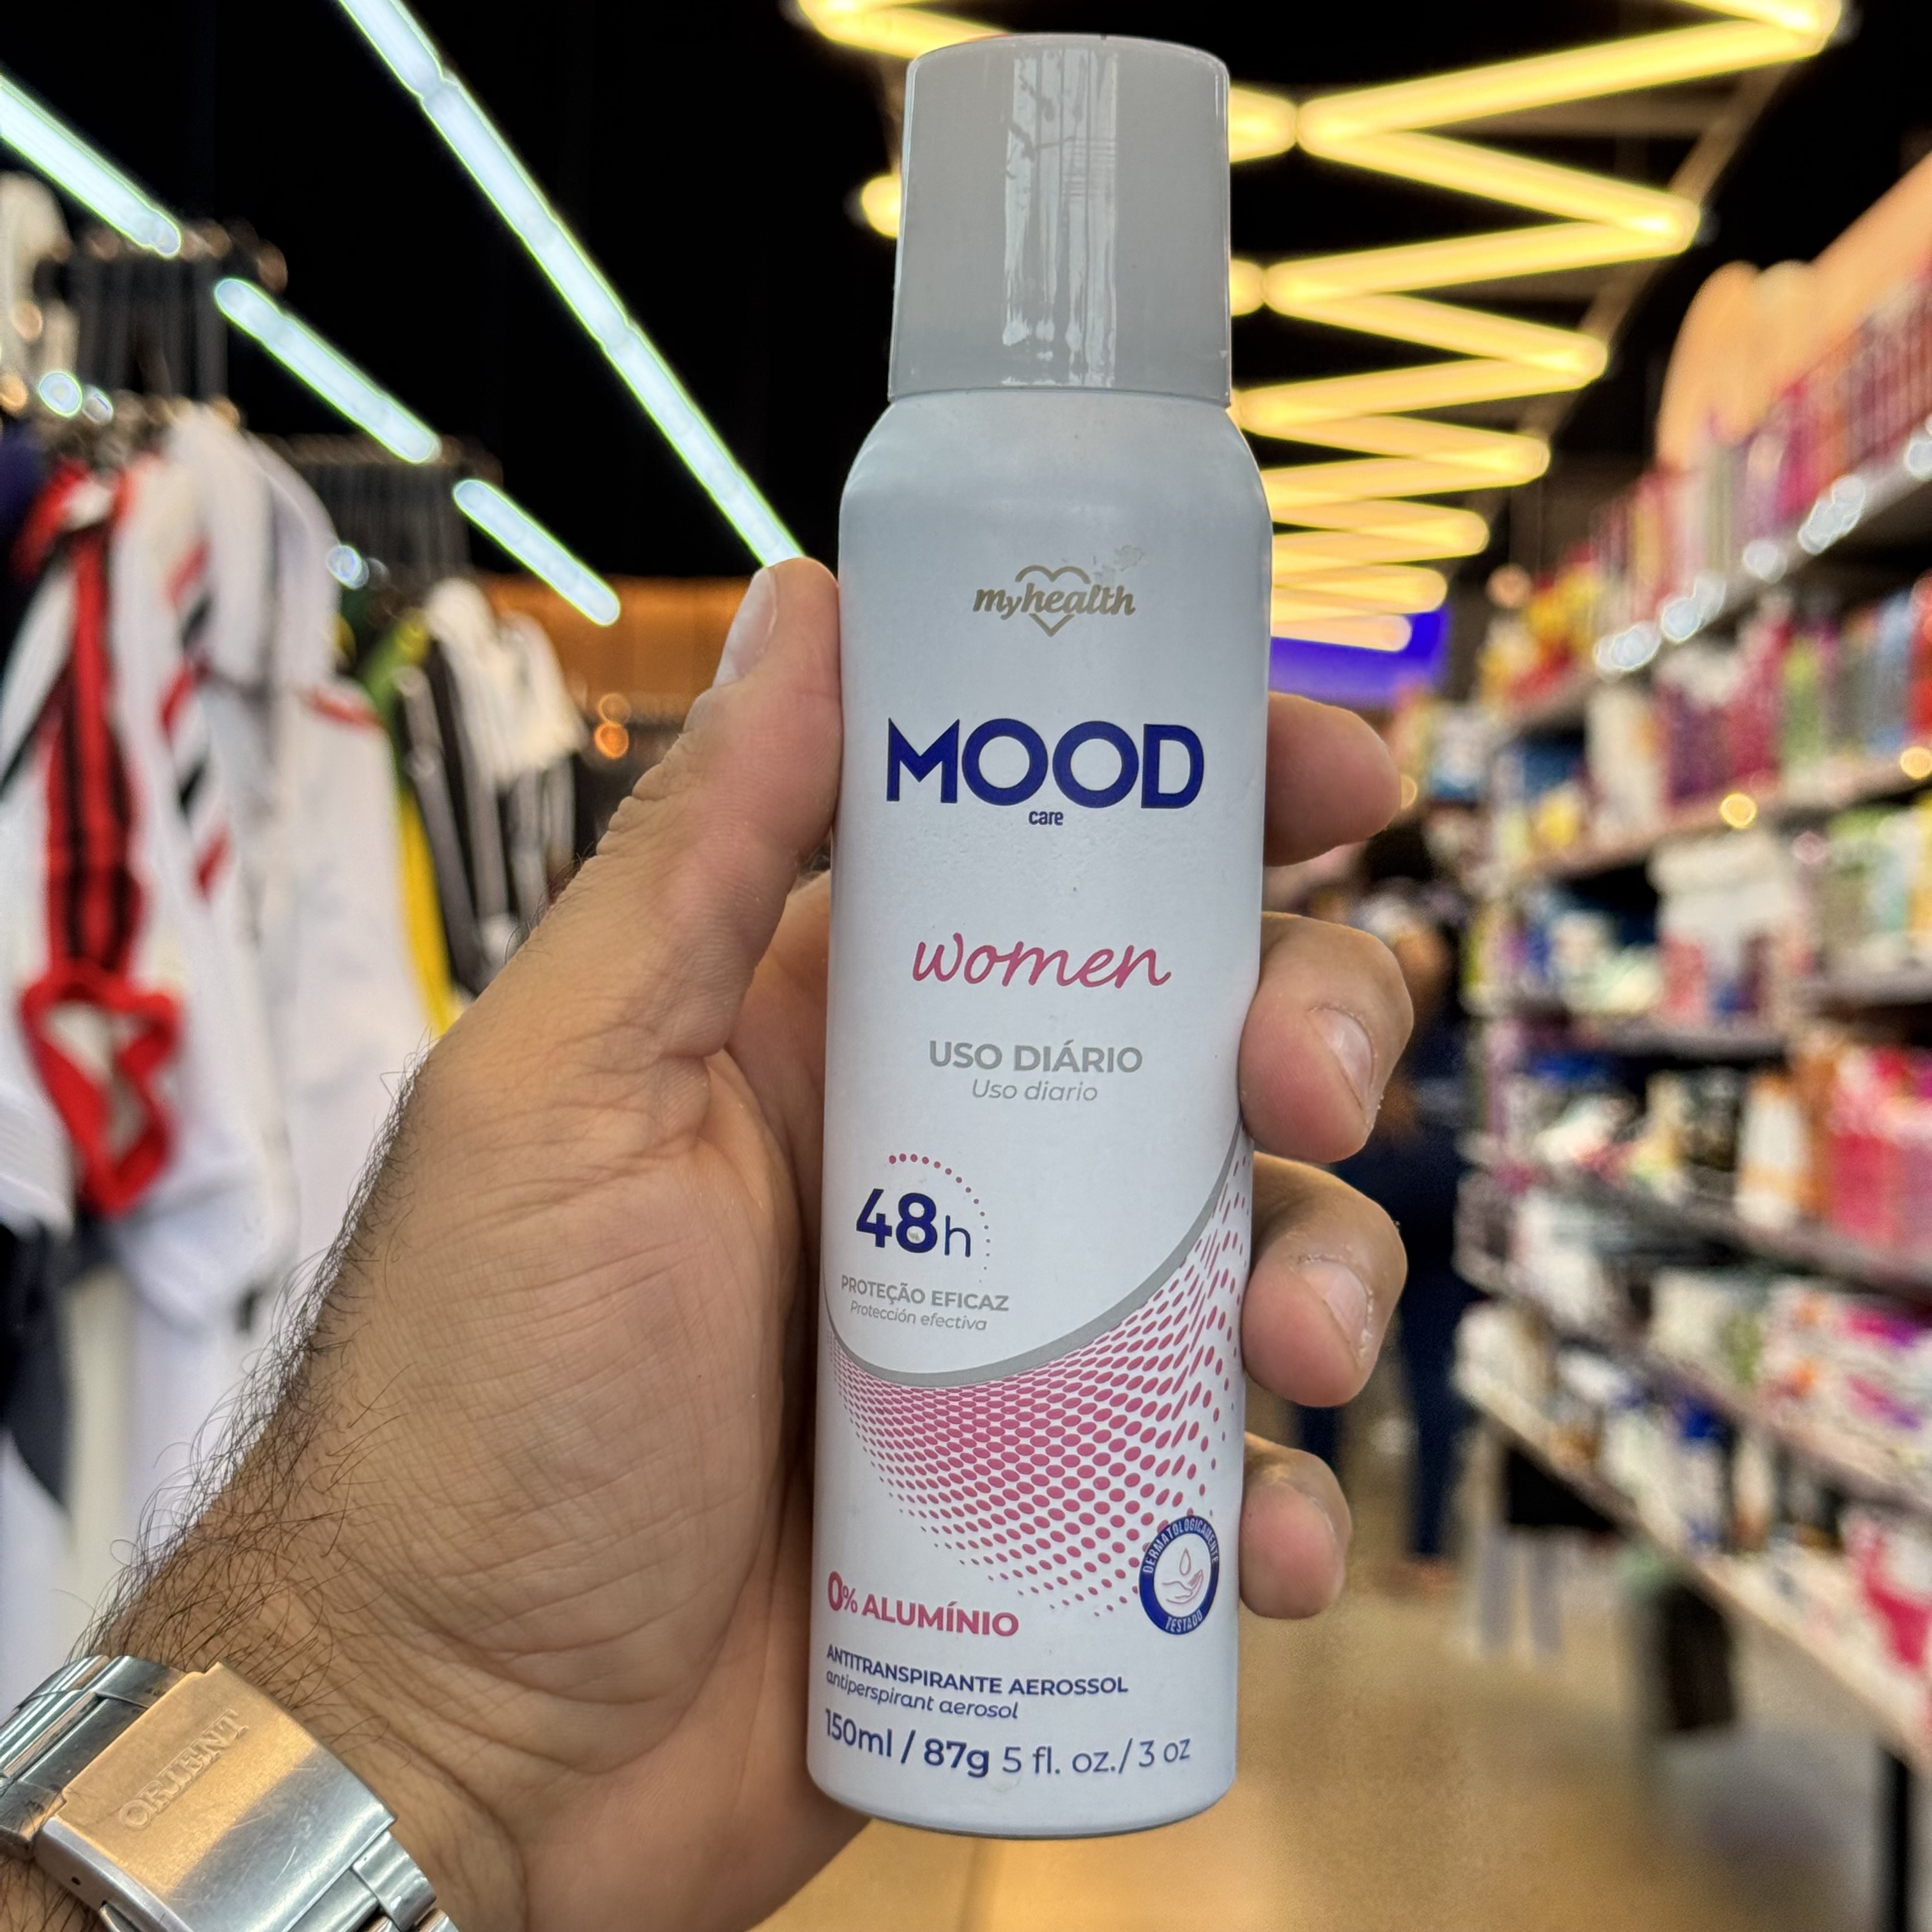 myhealth
MOOD
care
women
USO DIÁRIO
Uso diario
48h
PROTEÇÃO EFICAZ
Protección efectiva
DERMATOLOGICAMENTE
TESTADO
0% ALUMÍNIO
ANTITRANSPIRANTE AEROSSOL
antiperspirant aerosol
150ml / 87g 5 fl. oz./ 3 oz
ORIENT